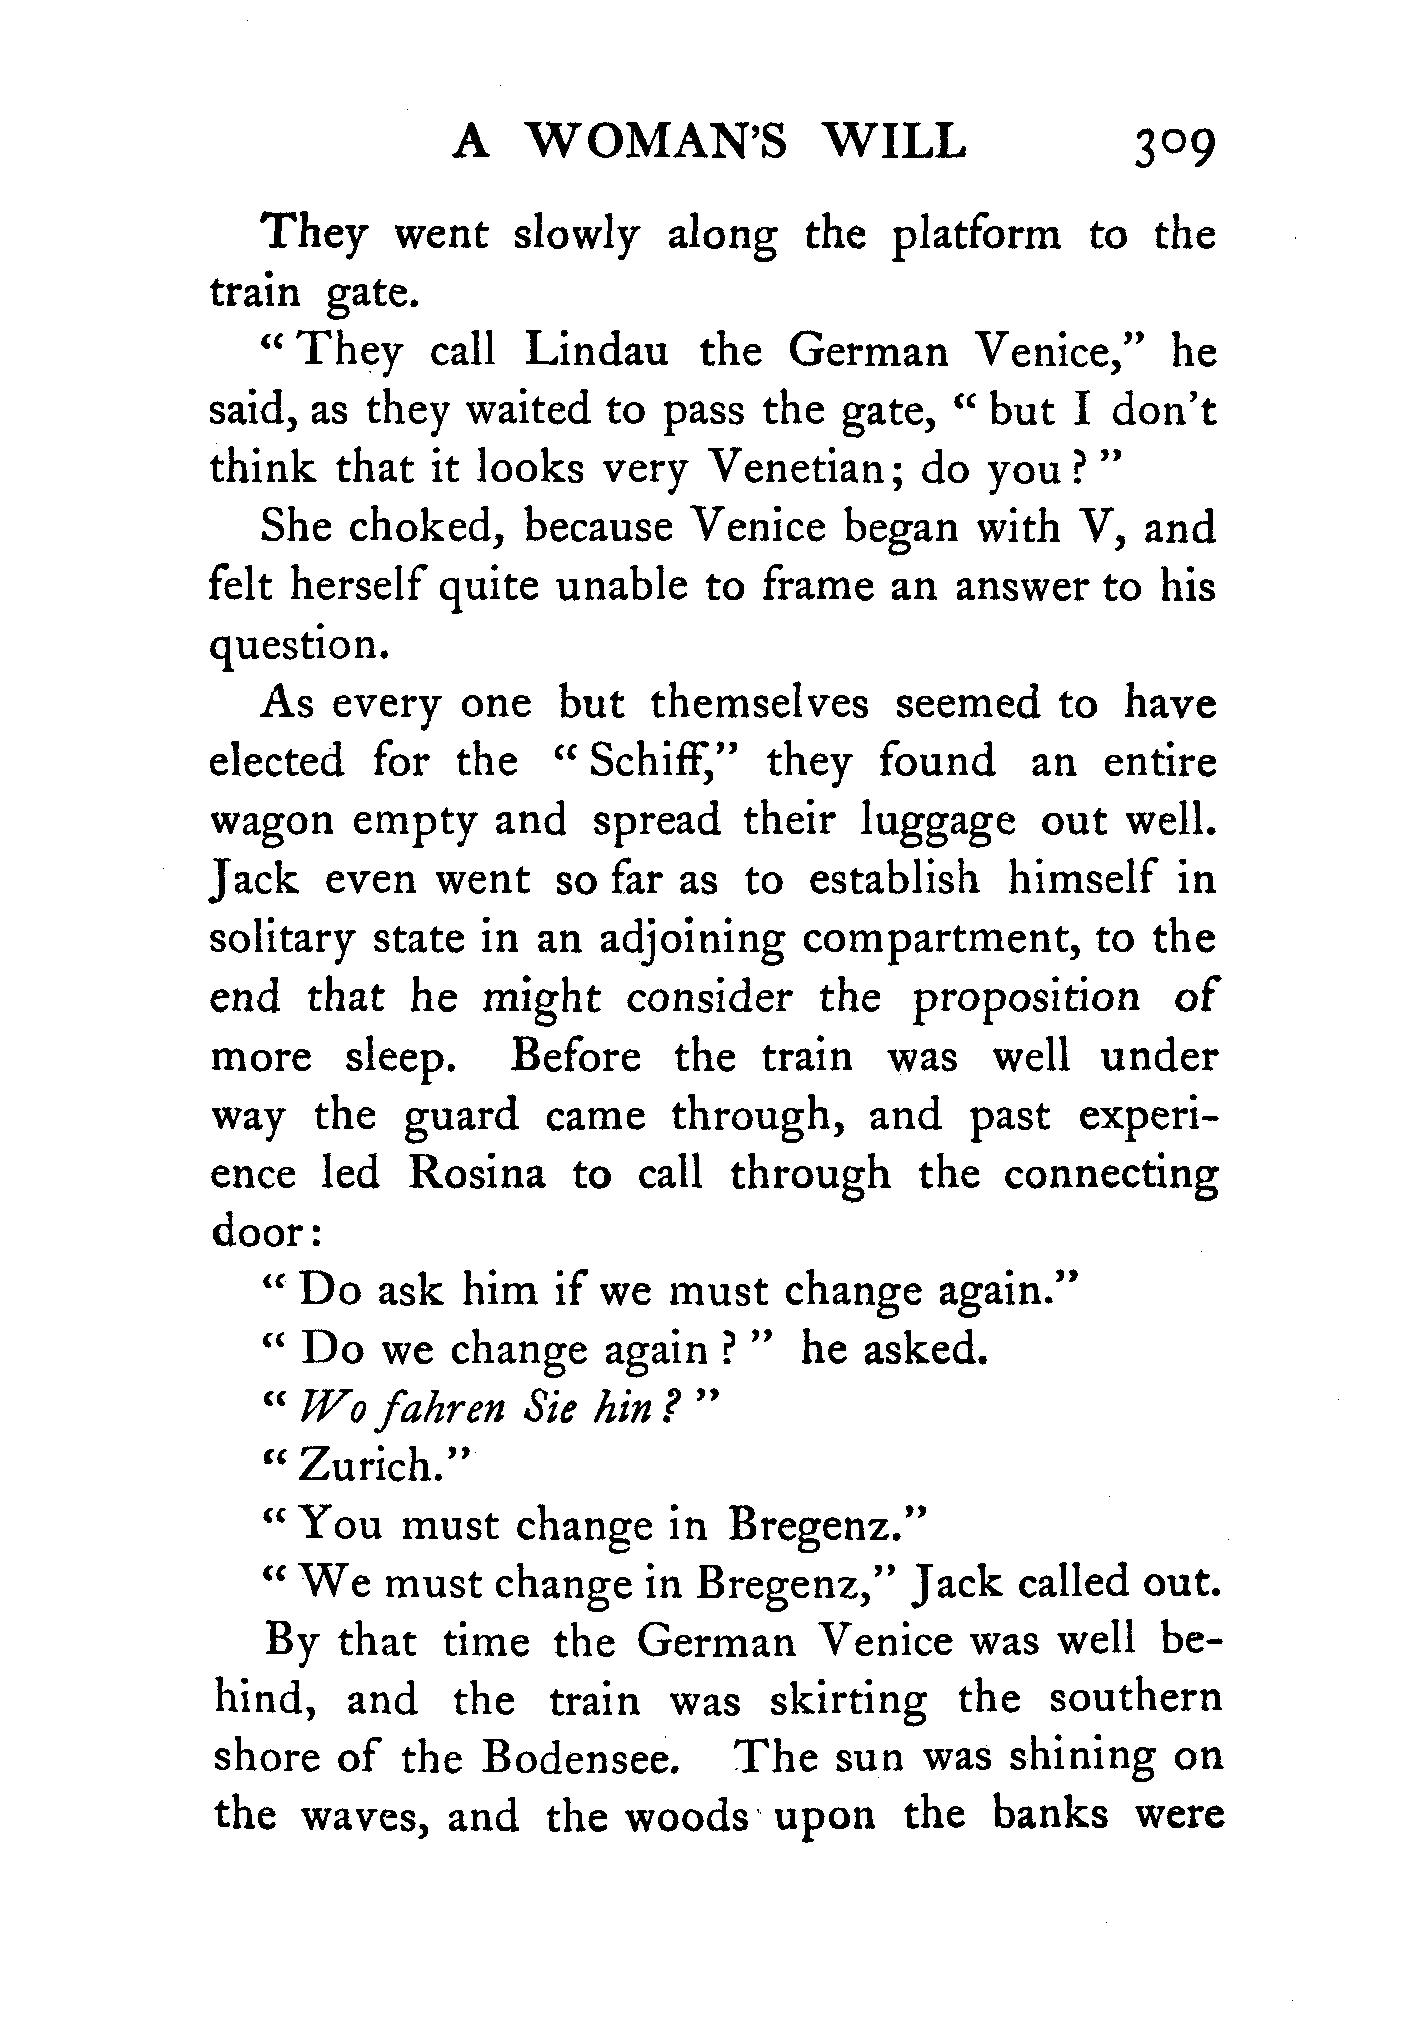 A WOMAN'S WILL 309
They went slowly along the platform to the
train gate.
"They call Lindau the German Venice," he
said, as they waited to pass the gate, "but I don't
think that it looks very Venetian; do you?"
She choked, because Venice began with V, and
felt herself quite unable to frame an answer to his
question.
As every one but themselves seemed to have
elected for the "Schiff," they found an entire
wagon empty and spread their luggage out well.
Jack even went so far as to establish himself in
solitary state in an adjoining compartment, to the
end that he might consider the proposition of
more sleep. Before the train was well under
way the guard came through, and past experi-
ence led Rosina to call through the connecting
door:
"Do ask him if we must change again."
"Do we change again?" he asked.
"Wo fahren Sie hin?"
"Zurich."
"You must change in Bregenz."
"We must change in Bregenz," Jack called out.
By that time the German Venice was well be-
hind, and the train was skirting the southern
shore of the Bodensee. The sun was shining on
the waves, and the woods upon the banks were